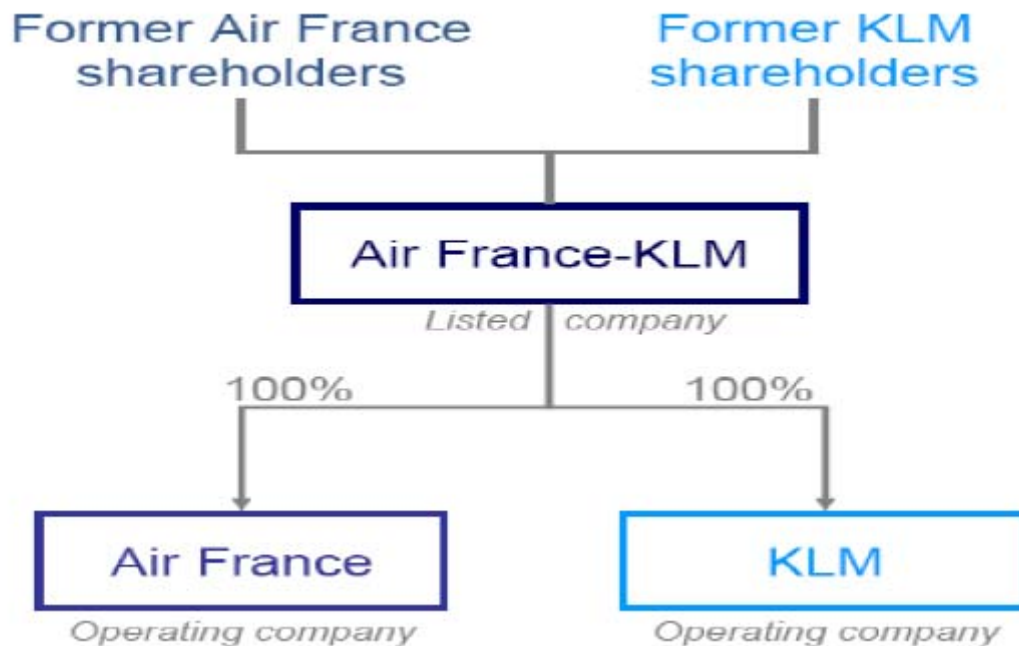 Former Air France
shareholders
Former KLM
shareholders
Air France-KLM
Listed company
100%
100%
Air France
KLM
Operating company
Operating company